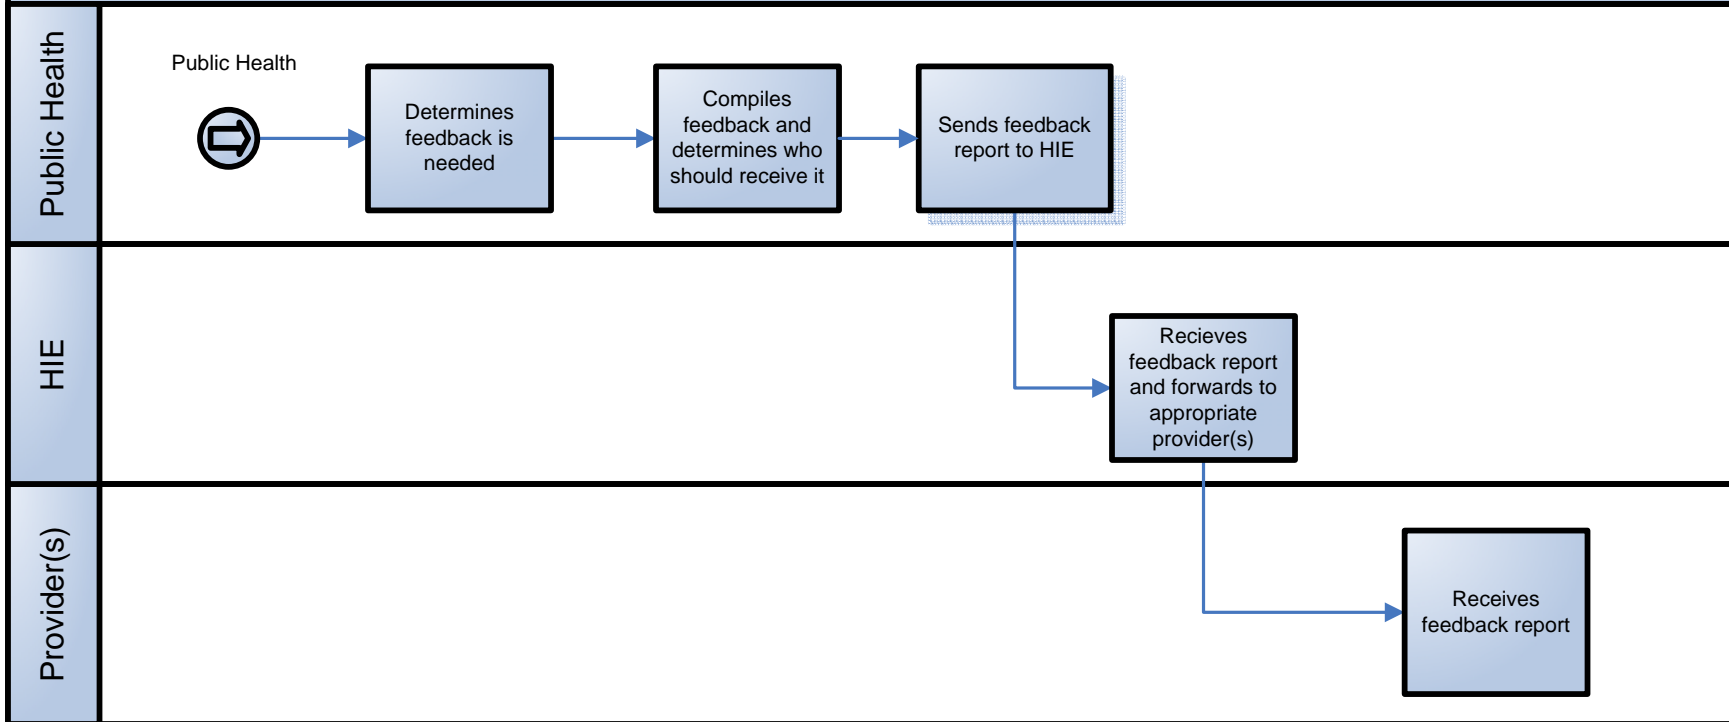 Public Health
Public Health
Determines
feedback is
needed
Compiles
feedback and
determines who
should receive it
Sends feedback
report to HIE
HIE
Recieves
feedback report
and forwards to
appropriate
provider(s)
Provider(s)
Receives
feedback report